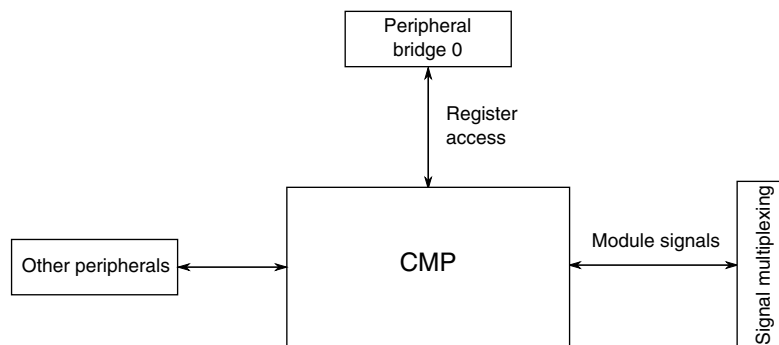 Peripheral
bridge 0
Register
access
Other peripherals
CMP
Module signals
Signal multiplexing